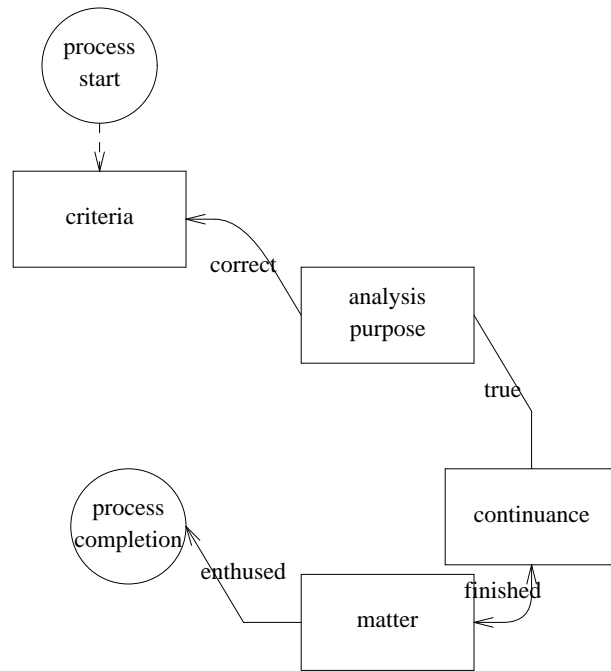 process
start
criteria
correct
analysis
purpose
true
process
completion
continuance
enthused
finished
matter